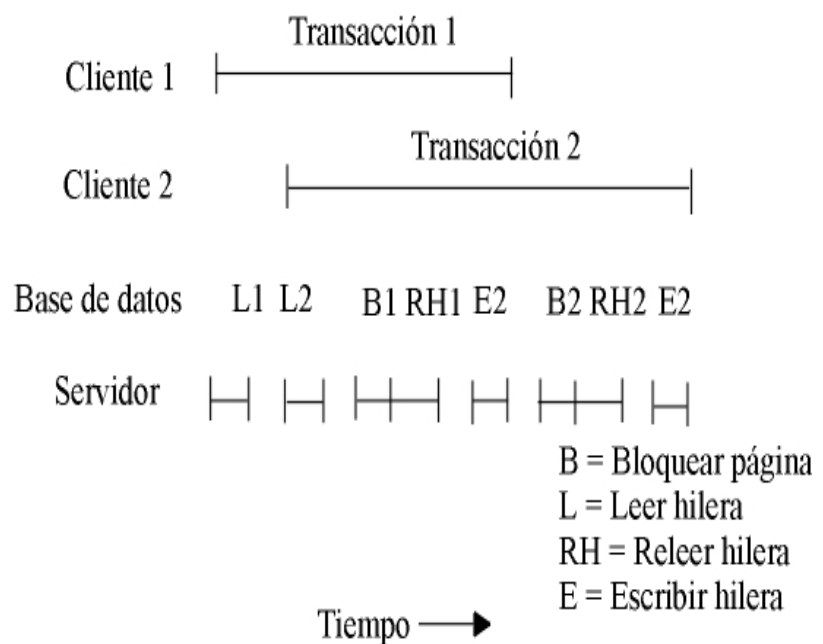 Transacción 1
Cliente 1
Transacción 2
Cliente 2
Base de datos L1 L2 B1 RH1 E2 B2 RH2 E2
Servidor
B = Bloquear página
L = Leer hilera
RH = Releer hilera
E = Escribir hilera
Tiempo